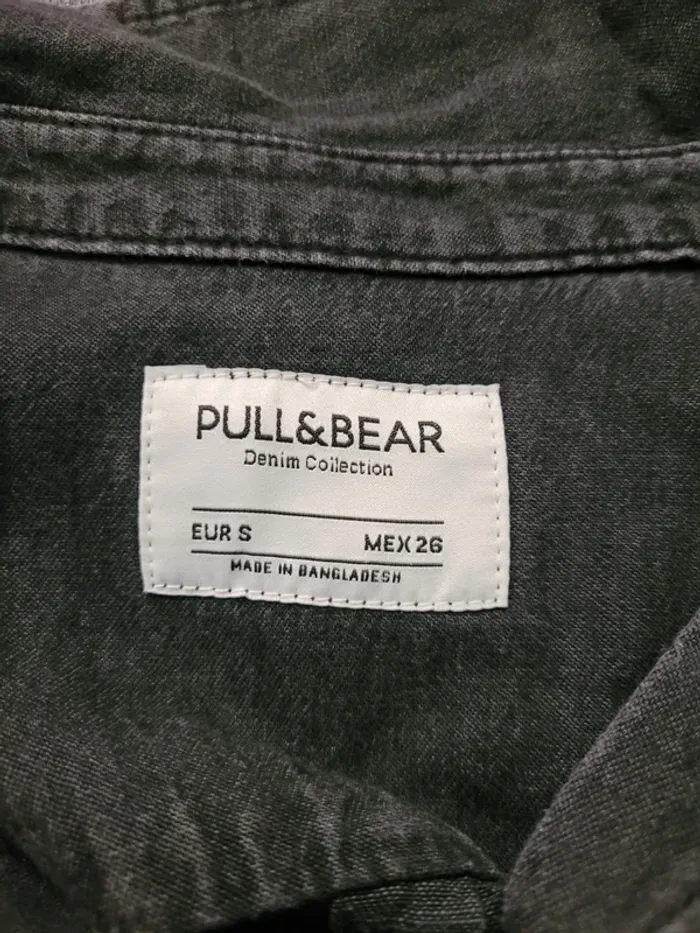 PULL&BEAR
Denim Collection
EUR S MEX 26
MADE IN BANGLADESH